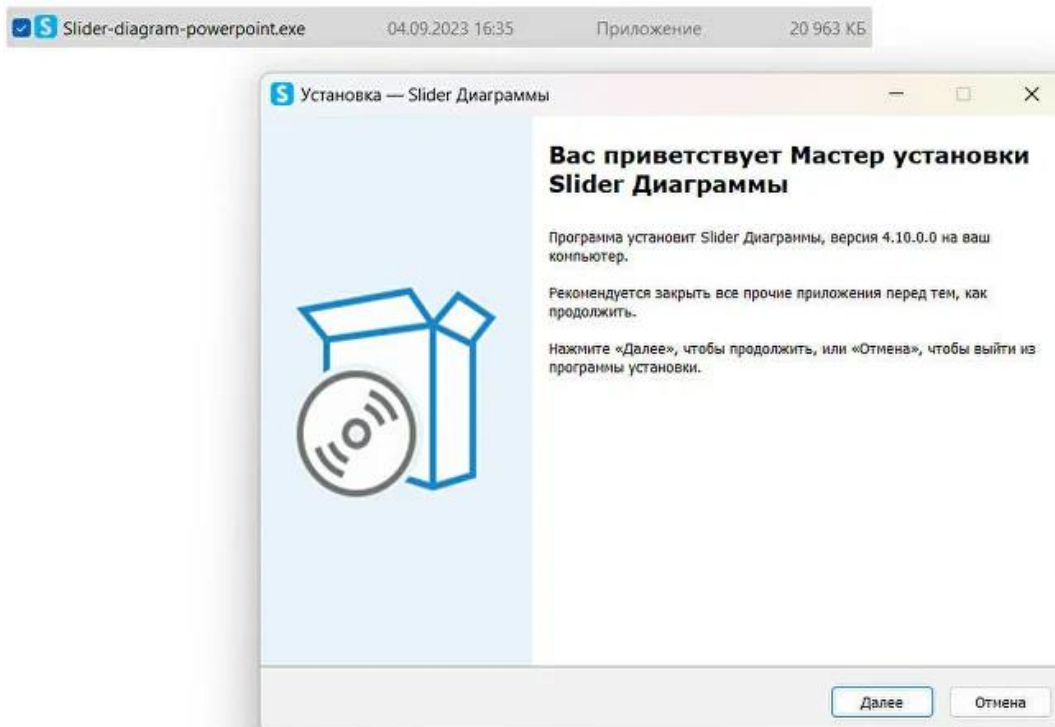 S Slider-diagram-powerpoint.exe 04.09.2023 16:35 Приложение 20 963 КБ
S Установка — Slider Диаграммы
Вас приветствует Мастер установки
Slider Диаграммы
Программа установит Slider Диаграммы, версия 4.10.0.0 на ваш
компьютер.
Рекомендуется закрыть все прочие приложения перед тем, как
продолжить.
Нажмите «Далее», чтобы продолжить, или «Отмена», чтобы выйти из
программы установки.
Далее Отмена